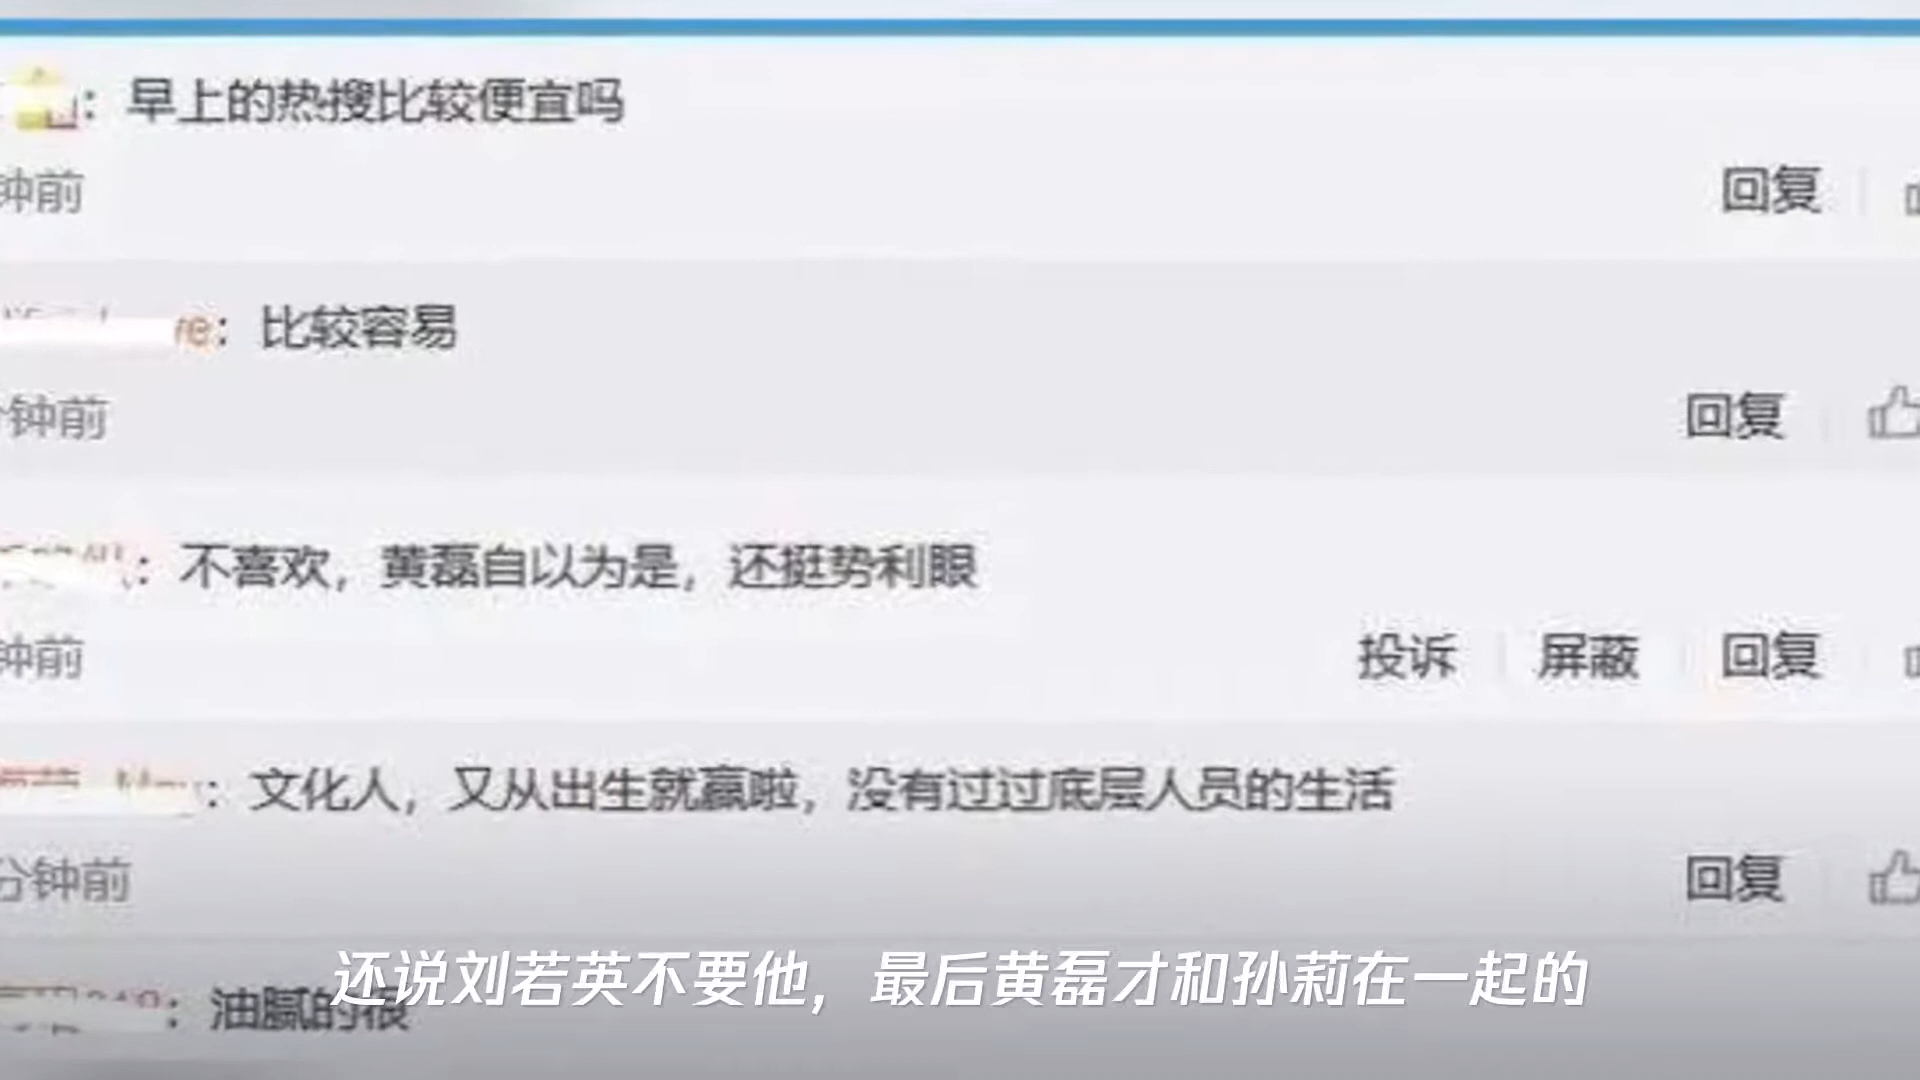 : 早上的热搜比较便宜吗
钟前
回复
re: 比较容易
钟前
回复
: 不喜欢，黄磊自以为是，还挺势利眼
钟前
投诉 屏蔽 回复
: 文化人，又从出生就赢啦，没有过过底层人员的生活
分钟前
回复
还说刘若英不要他，最后黄磊才和孙莉在一起的
: 油腻的很